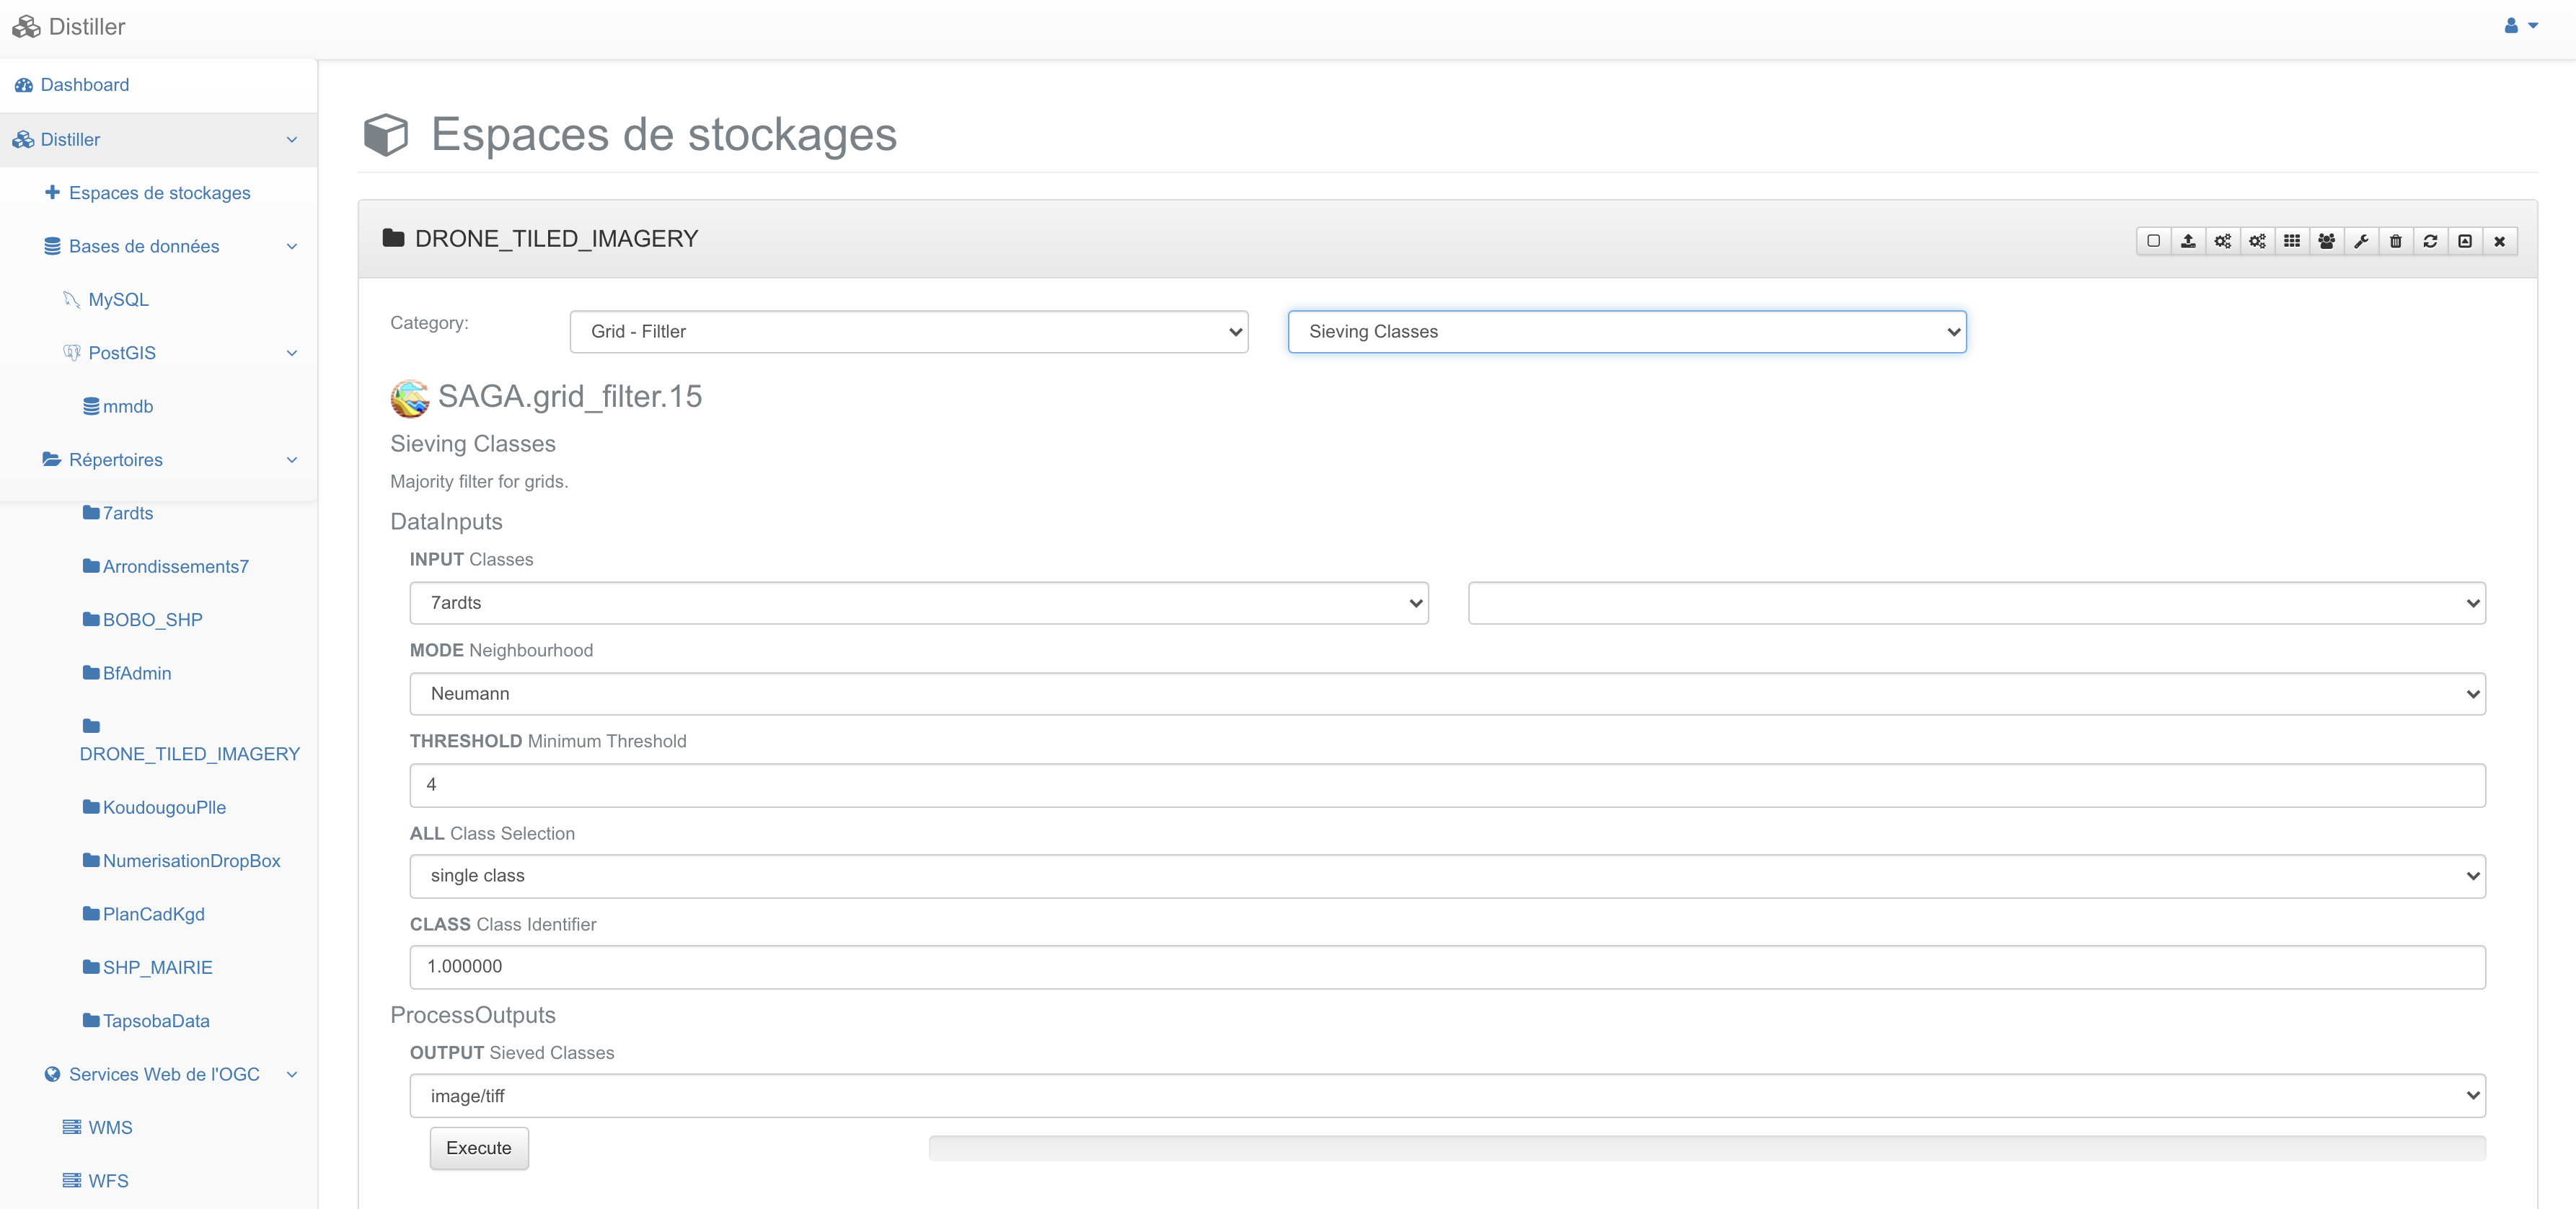 Distiller
Dashboard
Distiller
Espaces de stockages
Bases de données
MySQL
PostGIS
mmdb
Répertoires
7ardts
Arrondissements7
BOBO_SHP
BfAdmin
DRONE_TILED_IMAGERY
KoudougouPlle
NumerisationDropBox
PlanCadKgd
SHP_MAIRIE
TapsobaData
Services Web de l'OGC
WMS
WFS
Espaces de stockages
DRONE_TILED_IMAGERY
Category: Grid - Filtler Sieving Classes
SAGA.grid_filter.15
Sieving Classes
Majority filter for grids.
DataInputs
INPUT Classes
7ardts
MODE Neighbourhood
Neumann
THRESHOLD Minimum Threshold
4
ALL Class Selection
single class
CLASS Class Identifier
1.000000
ProcessOutputs
OUTPUT Sieved Classes
image/tiff
Execute